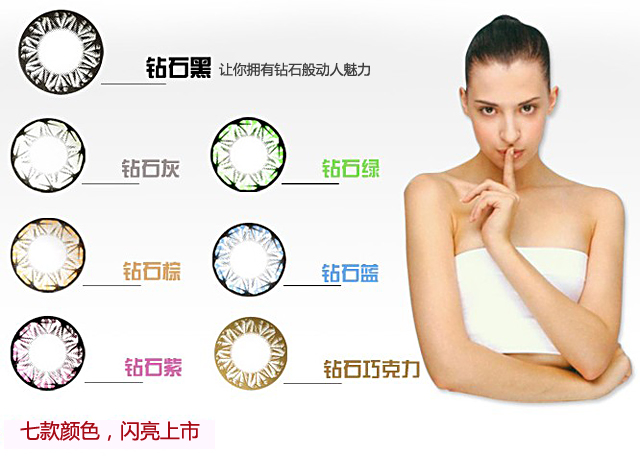 钻石黑 让你拥有钻石般动人魅力
钻石灰 钻石绿
钻石棕 钻石蓝
钻石紫 钻石巧克力
七款颜色，闪亮上市